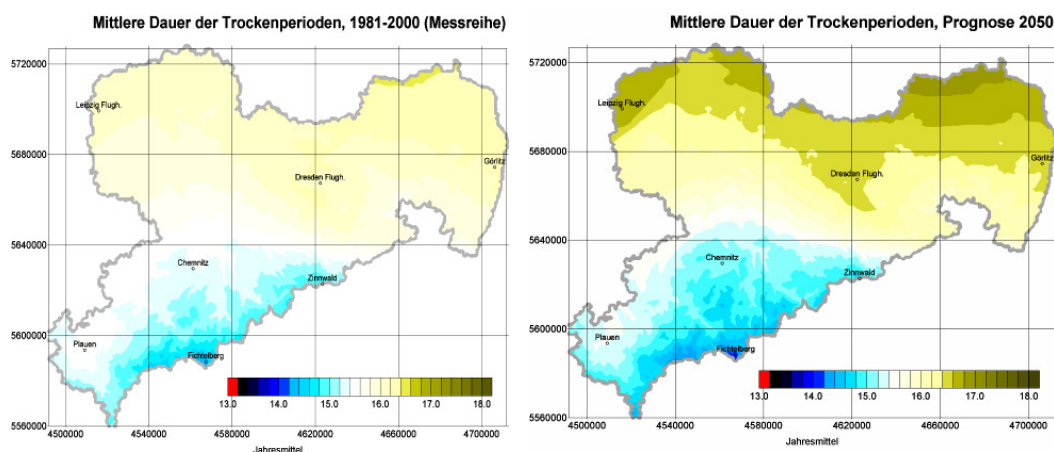 Mittlere Dauer der Trockenperioden, 1981-2000 (Messreihe)
5720000
5680000
5640000
5600000
5560000
Leipzig Flugh.
Dresden Flugh.
Görlitz
Chemnitz
Zinnwald
Plauen
Fichtelberg
13.0 14.0 15.0 16.0 17.0 18.0
4500000 4540000 4580000 4620000 4660000 4700000
Jahresmittel
Mittlere Dauer der Trockenperioden, Prognose 2050
5720000
5680000
5640000
5600000
5560000
Leipzig Flugh.
Dresden Flugh.
Görlitz
Chemnitz
Zinnwald
Plauen
Fichtelberg
13.0 14.0 15.0 16.0 17.0 18.0
4500000 4540000 4580000 4620000 4660000 4700000
Jahresmittel